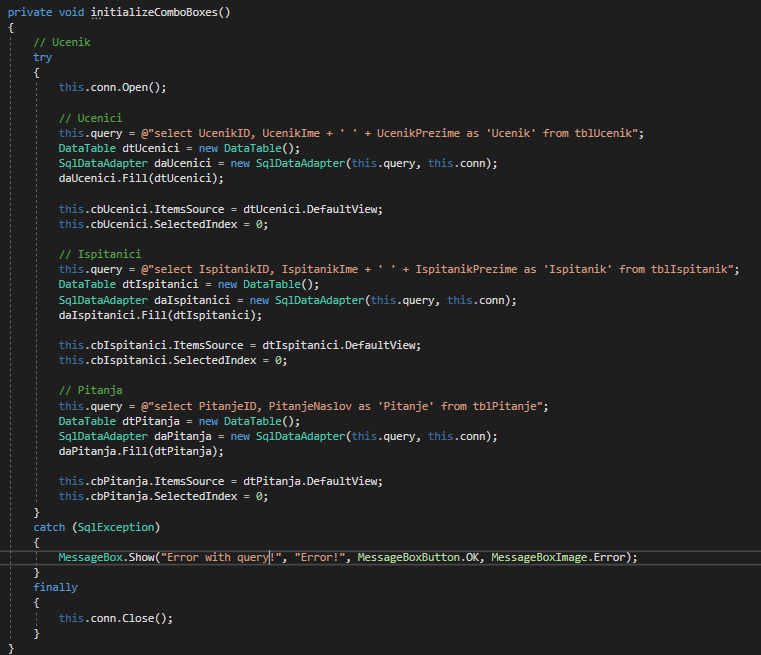 private void initializeComboBoxes()
{
// Ucenik
try
{
this.conn.Open();
// Ucenici
this.query = @"select UcenikID, UcenikIme + ' ' + UcenikPrezime as 'Ucenik' from tblUcenik";
DataTable dtUcenici = new DataTable();
SqlDataAdapter daUcenici = new SqlDataAdapter(this.query, this.conn);
daUcenici.Fill(dtUcenici);
this.cbUcenici.ItemsSource = dtUcenici.DefaultView;
this.cbUcenici.SelectedIndex = 0;
// Ispitanici
this.query = @"select IspitanikID, IspitanikIme + ' ' + IspitanikPrezime as 'Ispitanik' from tblIspitanik";
DataTable dtIspitanici = new DataTable();
SqlDataAdapter daIspitanici = new SqlDataAdapter(this.query, this.conn);
daIspitanici.Fill(dtIspitanici);
this.cbIspitanici.ItemsSource = dtIspitanici.DefaultView;
this.cbIspitanici.SelectedIndex = 0;
// Pitanja
this.query = @"select PitanjeID, PitanjeNaslov as 'Pitanje' from tblPitanje";
DataTable dtPitanja = new DataTable();
SqlDataAdapter daPitanja = new SqlDataAdapter(this.query, this.conn);
daPitanja.Fill(dtPitanja);
this.cbPitanja.ItemsSource = dtPitanja.DefaultView;
this.cbPitanja.SelectedIndex = 0;
}
catch (SqlException)
{
MessageBox.Show("Error with query!", "Error!", MessageBoxButton.OK, MessageBoxImage.Error);
}
finally
{
this.conn.Close();
}
}